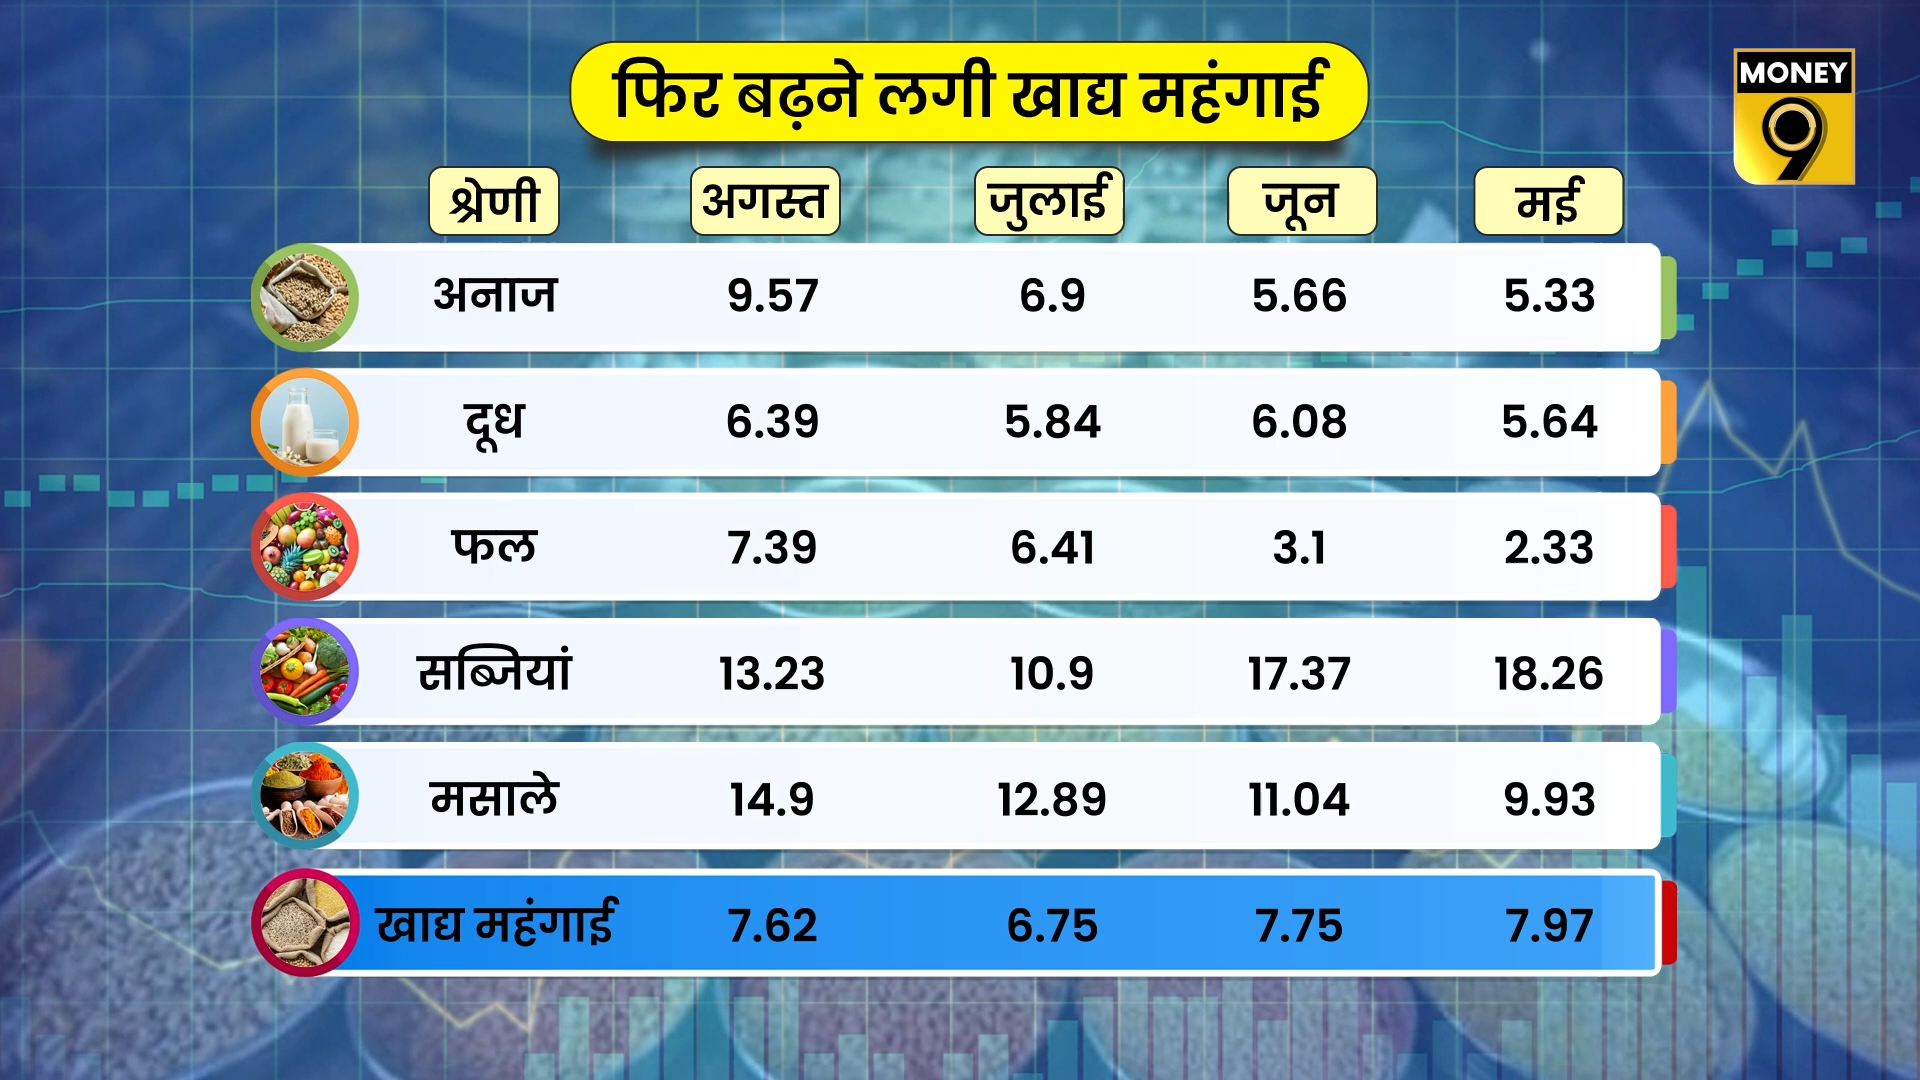 फिर बढ़ने लगी खाद्य महंगाई
MONEY
9
श्रेणी अगस्त जुलाई जून मई
अनाज 9.57 6.9 5.66 5.33
दूध 6.39 5.84 6.08 5.64
फल 7.39 6.41 3.1 2.33
सब्जियां 13.23 10.9 17.37 18.26
मसाले 14.9 12.89 11.04 9.93
खाद्य महंगाई 7.62 6.75 7.75 7.97